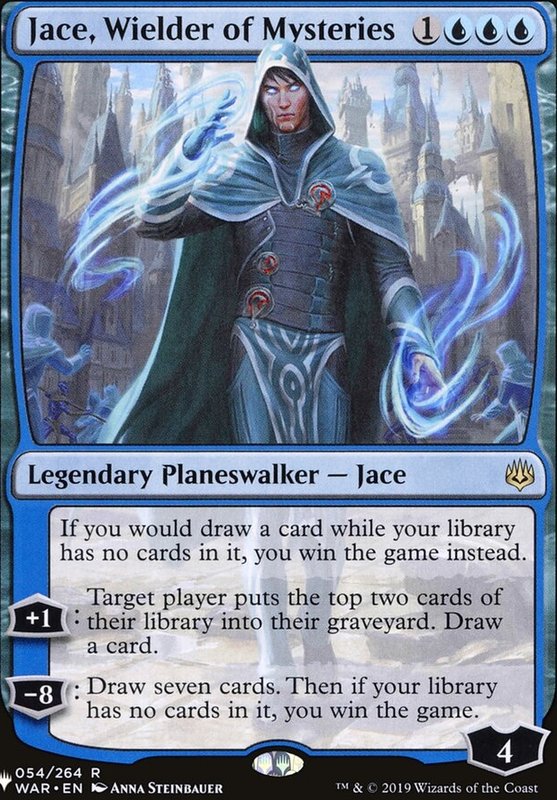 Jace, Wielder of Mysteries 1
Legendary Planeswalker — Jace
If you would draw a card while your library
has no cards in it, you win the game instead.
+1: Target player puts the top two cards of
their library into their graveyard. Draw
a card.
−8: Draw seven cards. Then if your library
has no cards in it, you win the game.
4
054/264 R
WAR • EN Anna Steinbauer
™ & © 2019 Wizards of the Coast